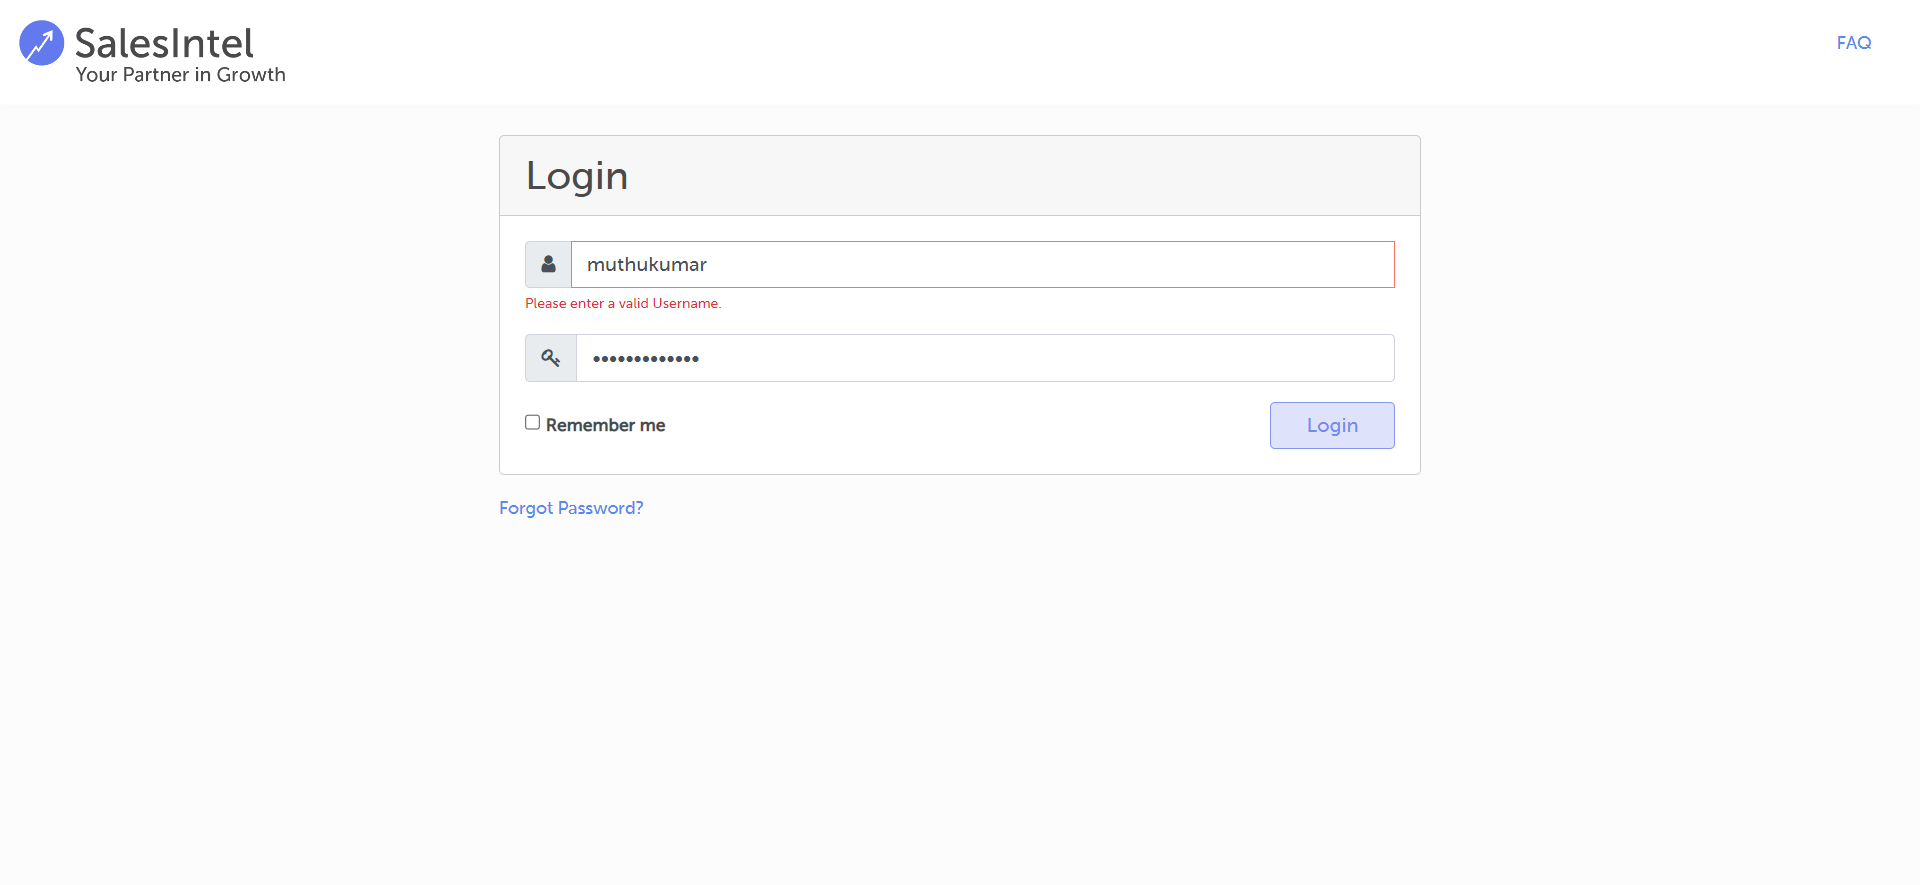 SalesIntel
Your Partner in Growth
FAQ
Login
muthukumar
Please enter a valid Username.
•••••••••••••
Remember me
Login
Forgot Password?